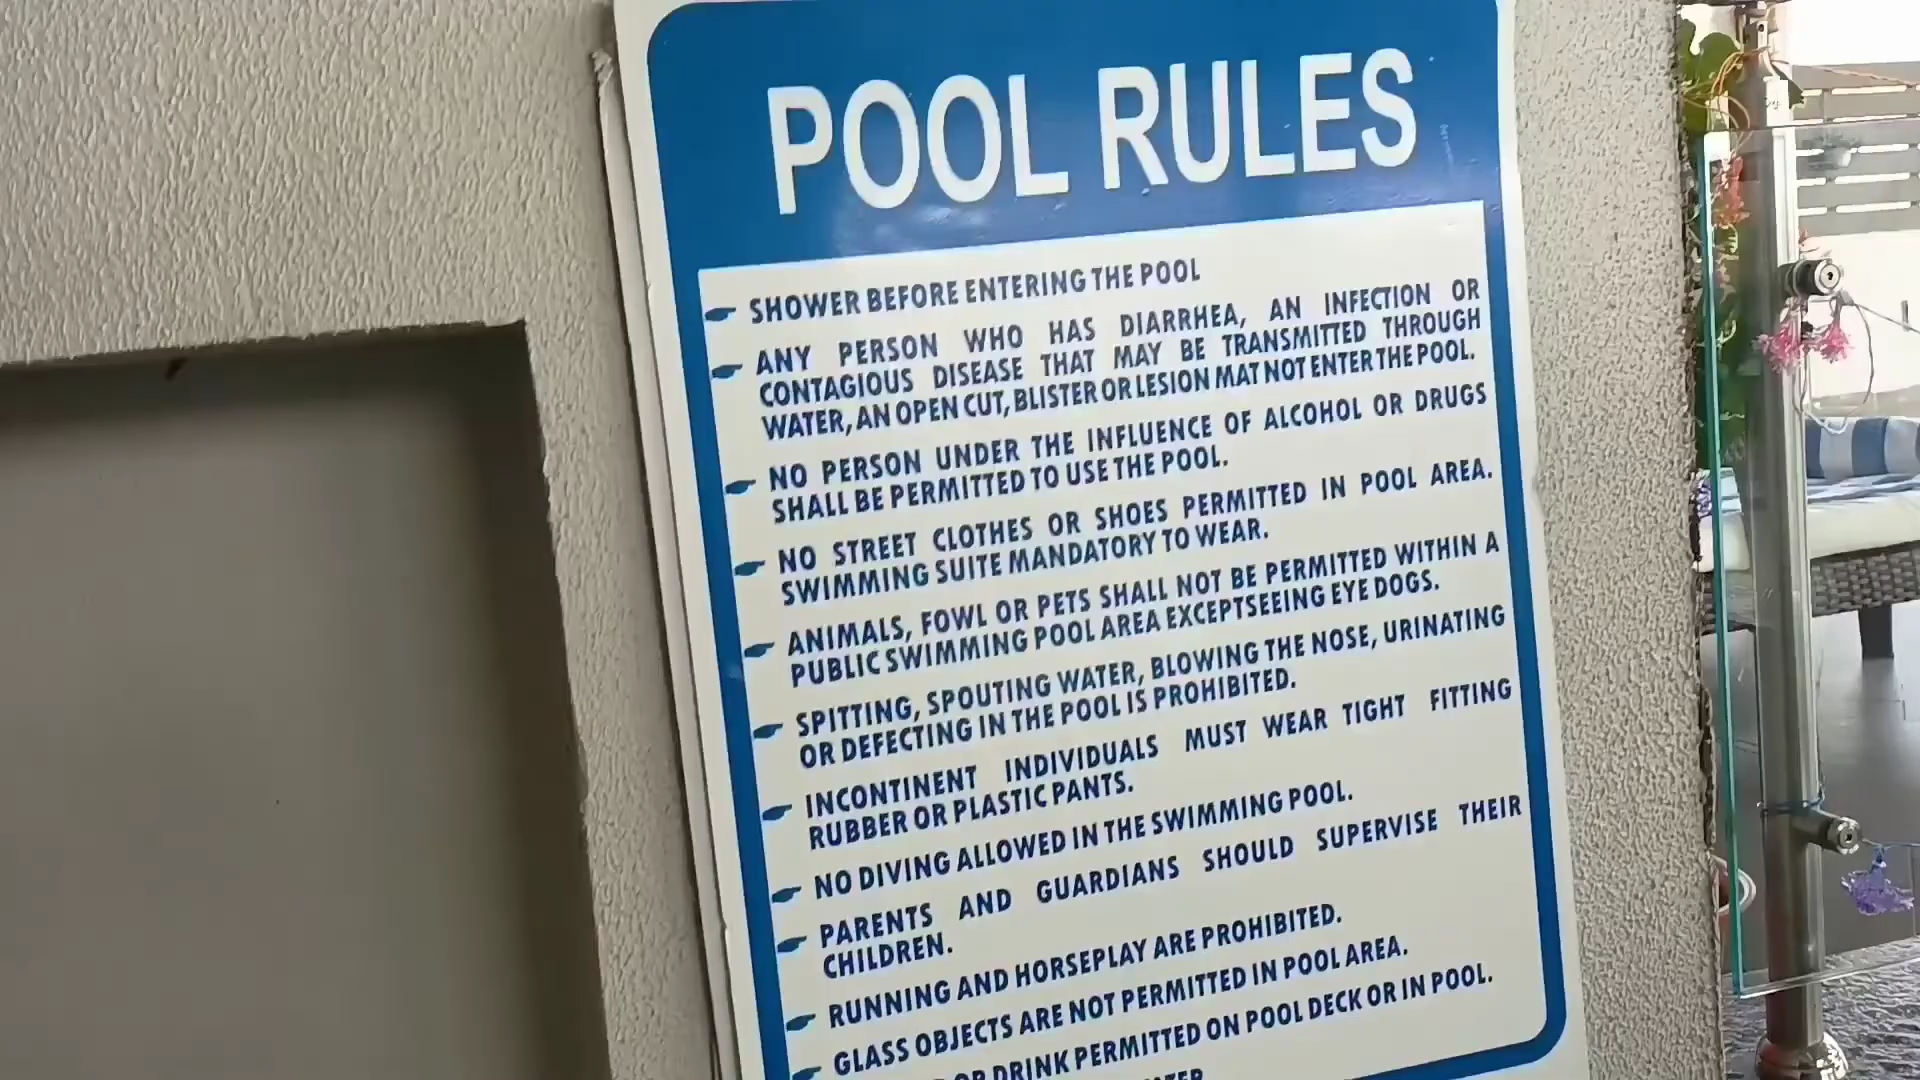 POOL RULES
SHOWER BEFORE ENTERING THE POOL
ANY PERSON WHO HAS DIARRHEA, AN INFECTION OR
CONTAGIOUS DISEASE THAT MAY BE TRANSMITTED THROUGH
WATER, AN OPEN CUT, BLISTER OR LESION MAT NOT ENTER THE POOL.
NO PERSON UNDER THE INFLUENCE OF ALCOHOL OR DRUGS
SHALL BE PERMITTED TO USE THE POOL.
NO STREET CLOTHES OR SHOES PERMITTED IN POOL AREA.
SWIMMING SUITE MANDATORY TO WEAR.
ANIMALS, FOWL OR PETS SHALL NOT BE PERMITTED WITHIN A
PUBLIC SWIMMING POOL AREA EXCEPTSEEING EYE DOGS.
SPITTING, SPOUTING WATER, BLOWING THE NOSE, URINATING
OR DEFECTING IN THE POOL IS PROHIBITED.
INCONTINENT INDIVIDUALS MUST WEAR TIGHT FITTING
RUBBER OR PLASTIC PANTS.
NO DIVING ALLOWED IN THE SWIMMING POOL.
PARENTS AND GUARDIANS SHOULD SUPERVISE THEIR
CHILDREN.
RUNNING AND HORSEPLAY ARE PROHIBITED.
GLASS OBJECTS ARE NOT PERMITTED IN POOL AREA.
OR DRINK PERMITTED ON POOL DECK OR IN POOL.